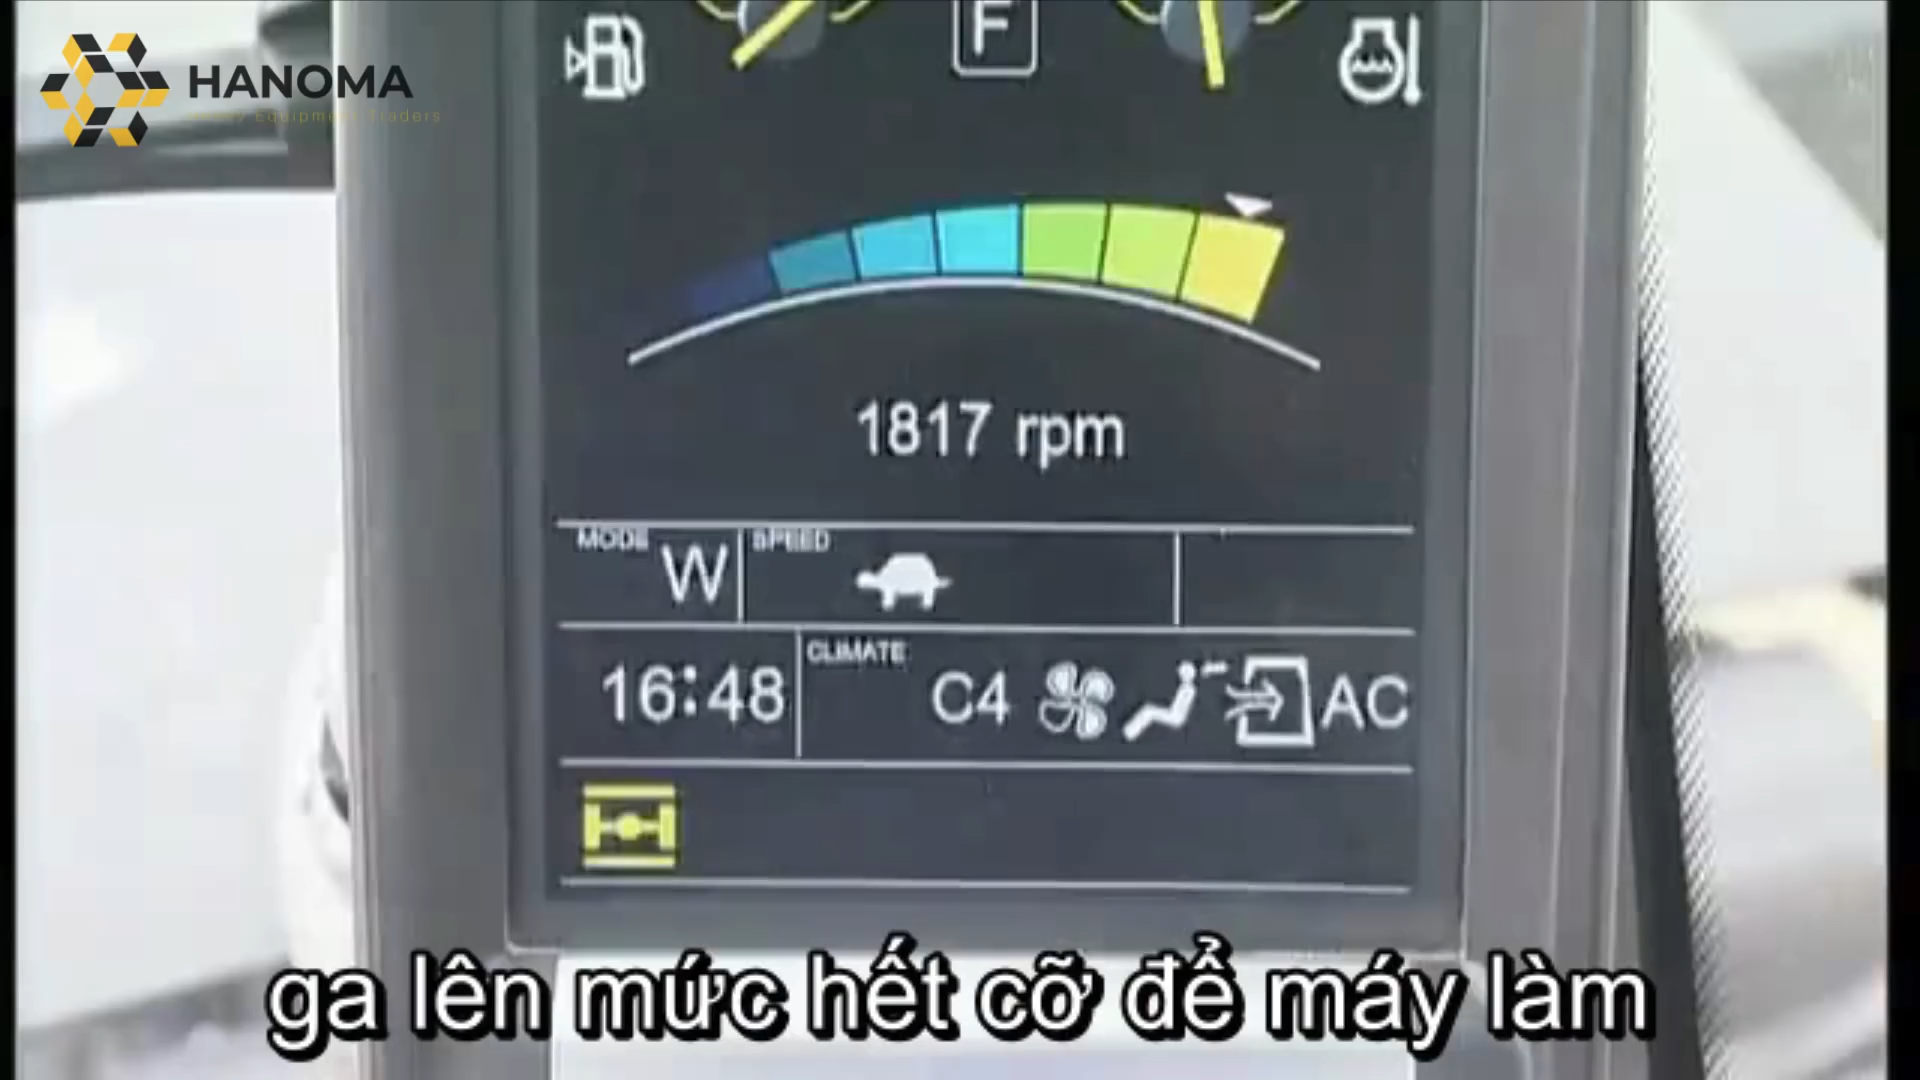 HANOMA
F
1817 rpm
MODE W SPEED
16:48 CLIMATE C4 AC
ga lên mức hết cỡ để máy làm